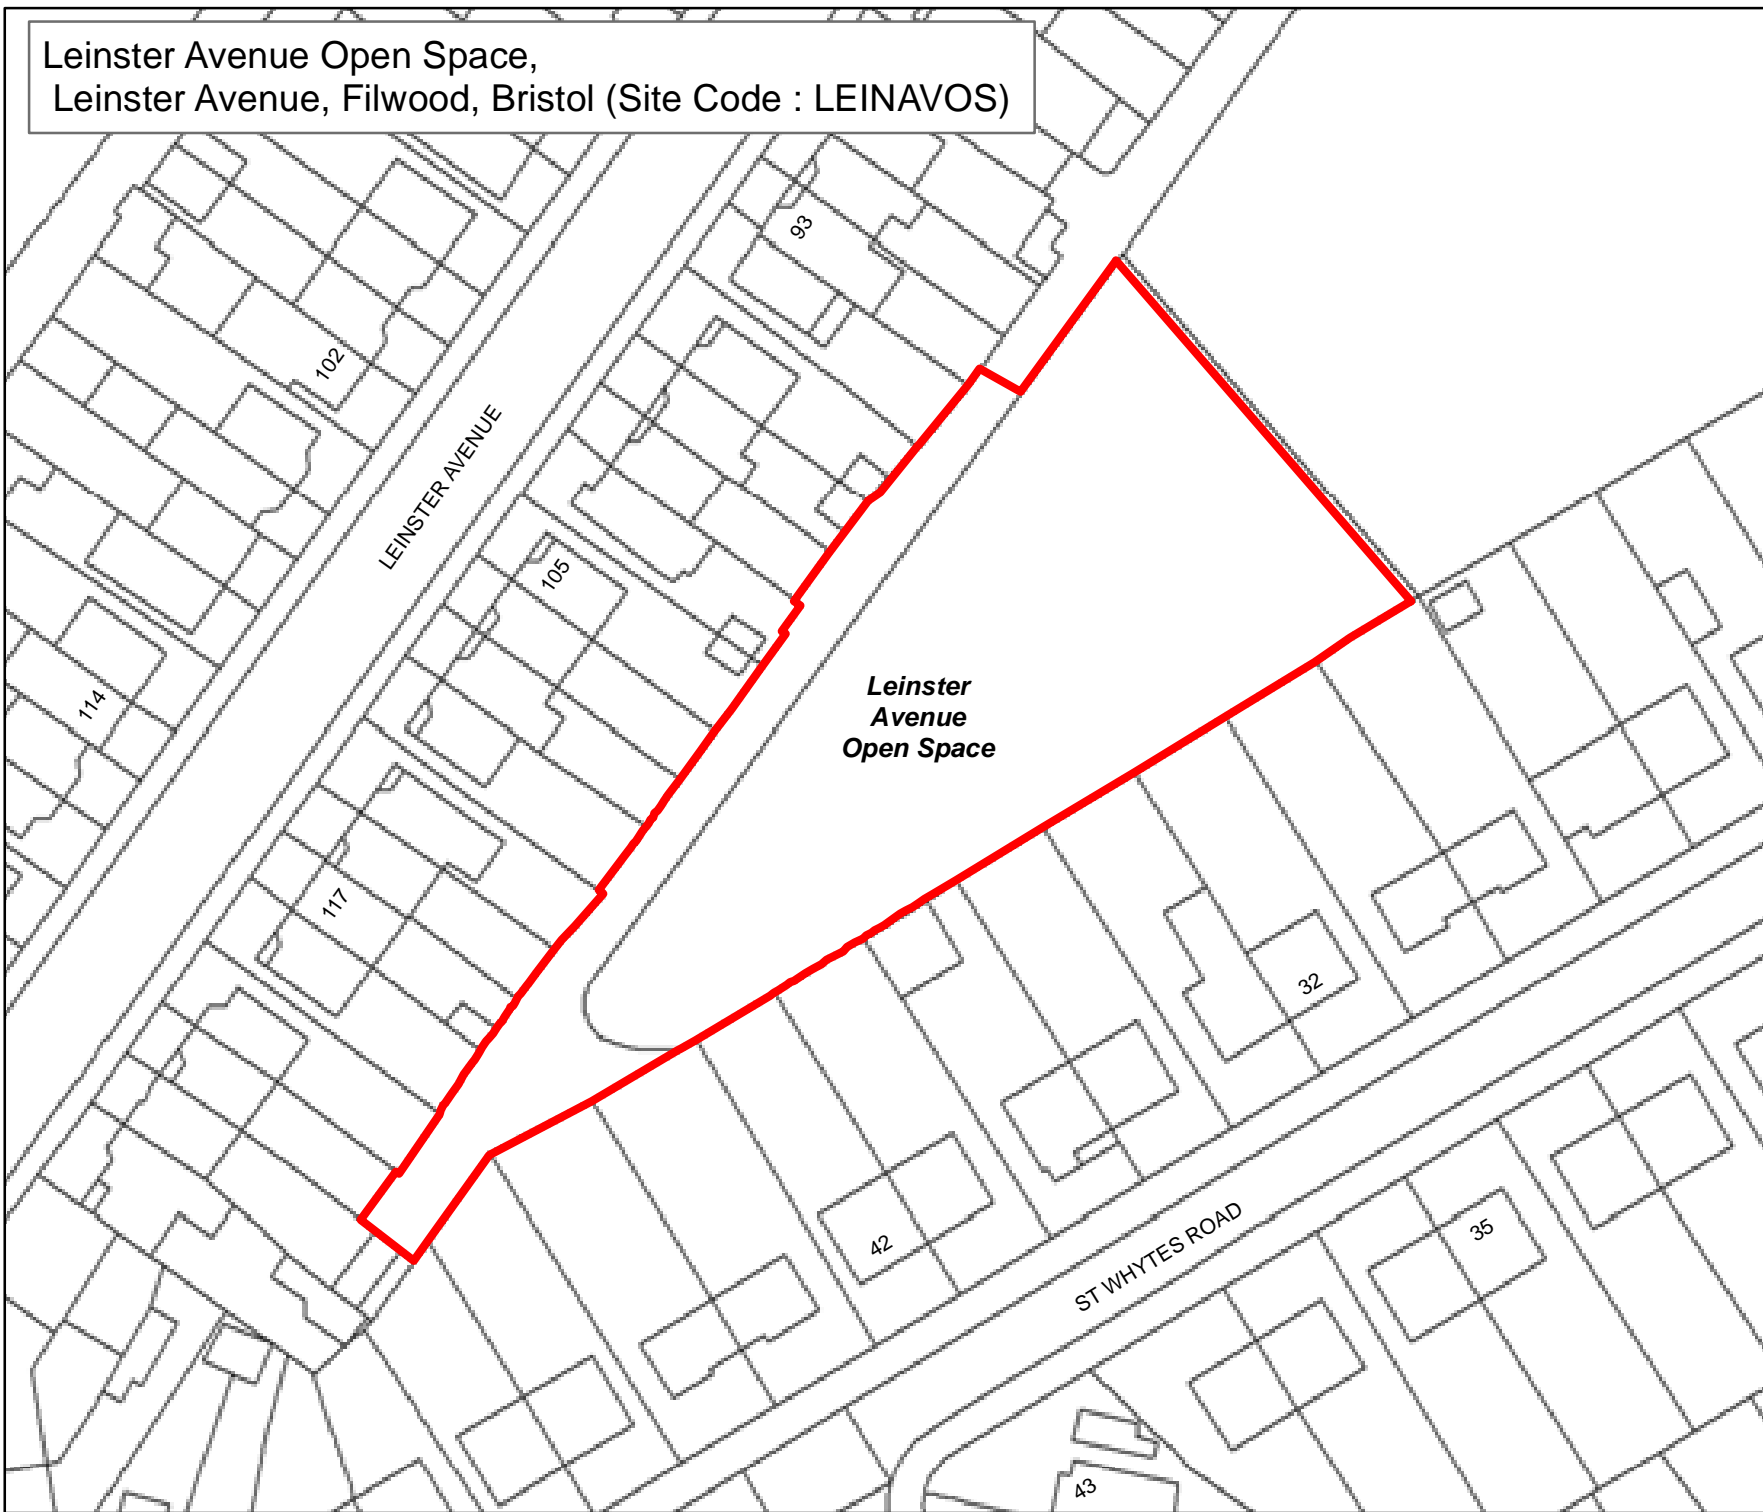 Leinster Avenue Open Space,
Leinster Avenue, Filwood, Bristol (Site Code : LEINAVOS)
93
102
LEINSTER AVENUE
105
114
Leinster
Avenue
Open Space
117
32
42
ST WHYTES ROAD
35
43